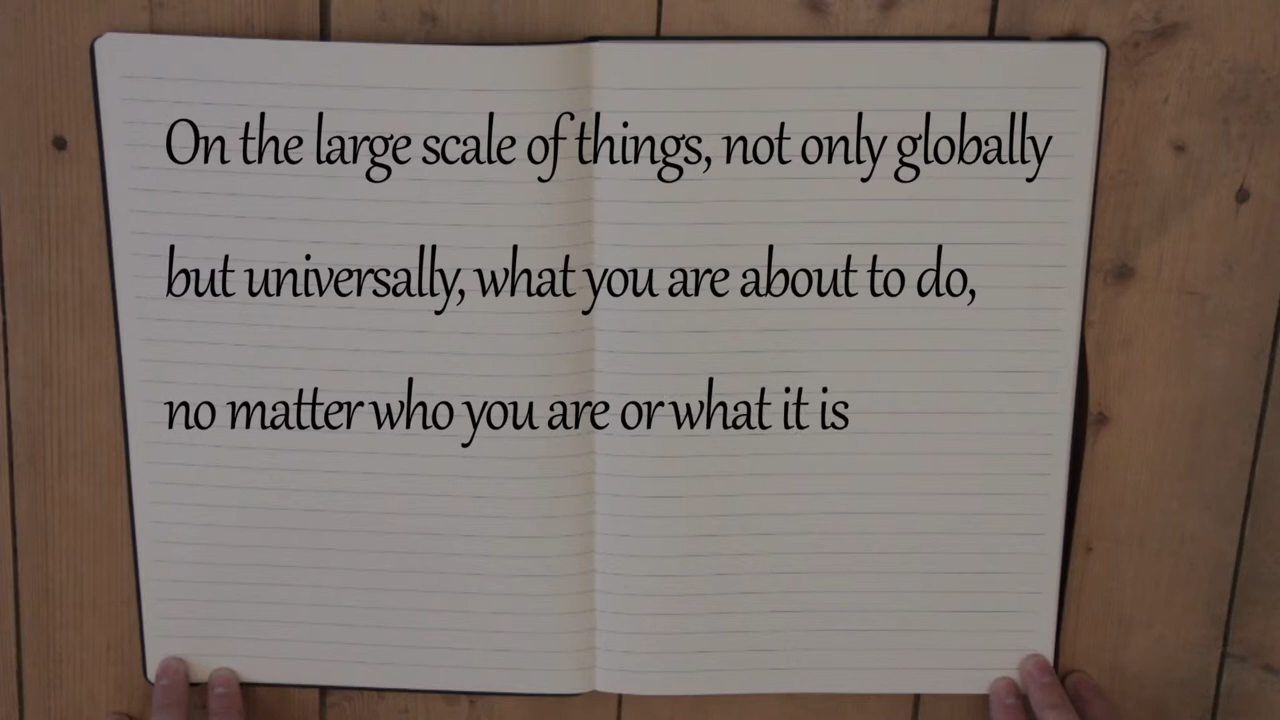 On the large scale of things, not only globally
but universally, what you are about to do,
no matter who you are or what it is